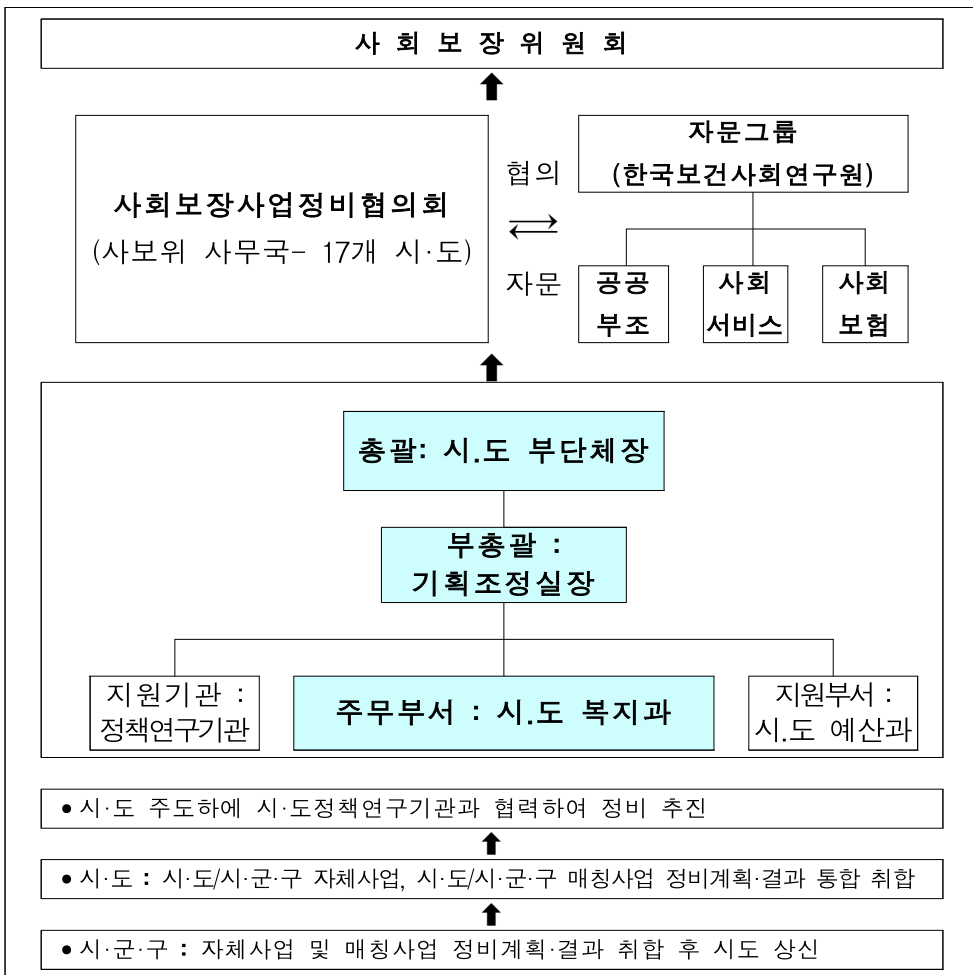 사회보장위원회
사회보장사업정비협의회
(사보위 사무국- 17개 시·도)
협의
⇄
자문
자문그룹
(한국보건사회연구원)
공공
부조
사회
서비스
사회
보험
총괄: 시.도 부단체장
부총괄 :
기획조정실장
지원기관 :
정책연구기관
주무부서 : 시.도 복지과
지원부서 :
시.도 예산과
● 시·도 주도하에 시·도정책연구기관과 협력하여 정비 추진
● 시·도 : 시·도/시·군·구 자체사업, 시·도/시·군·구 매칭사업 정비계획·결과 통합 취합
● 시·군·구 : 자체사업 및 매칭사업 정비계획·결과 취합 후 시도 상신